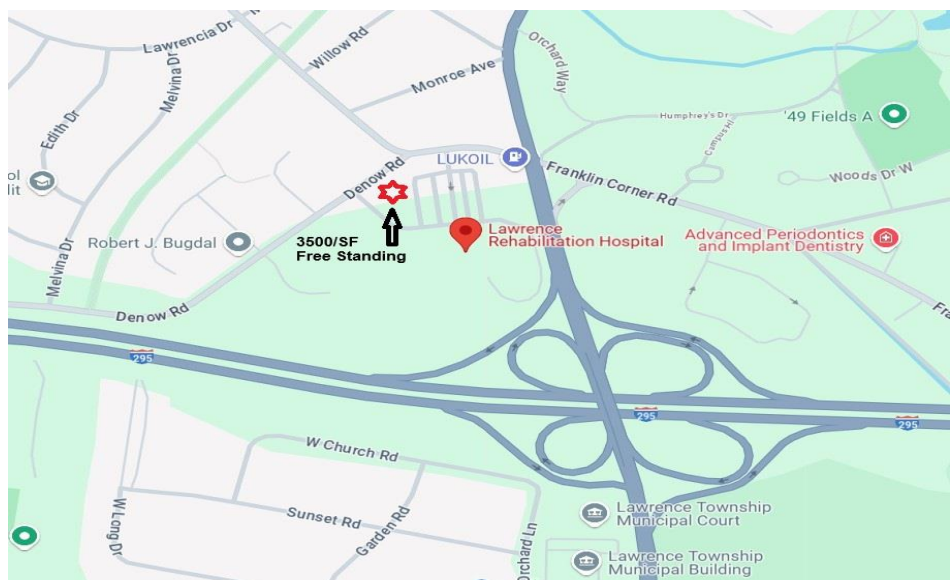 Lawrencia Dr
Willow Rd
Orchard Way
Melvina Dr
Monroe Ave
Edith Dr
Humphrey's Dr
'49 Fields A
LUKOIL
Campus
Denow Rd
Franklin Corner Rd
Woods Dr W
ol
lit
3500/SF
Free Standing
Lawrence
Rehabilitation Hospital
Advanced Periodontics
and Implant Dentistry
Robert J. Bugdal
Melvina Dr
Denow Rd
Fra
295
295
295
W Church Rd
W Long Dr
Sunset Rd
Garden Rd
Orchard Ln
Lawrence Township
Municipal Court
Lawrence Township
Municipal Building